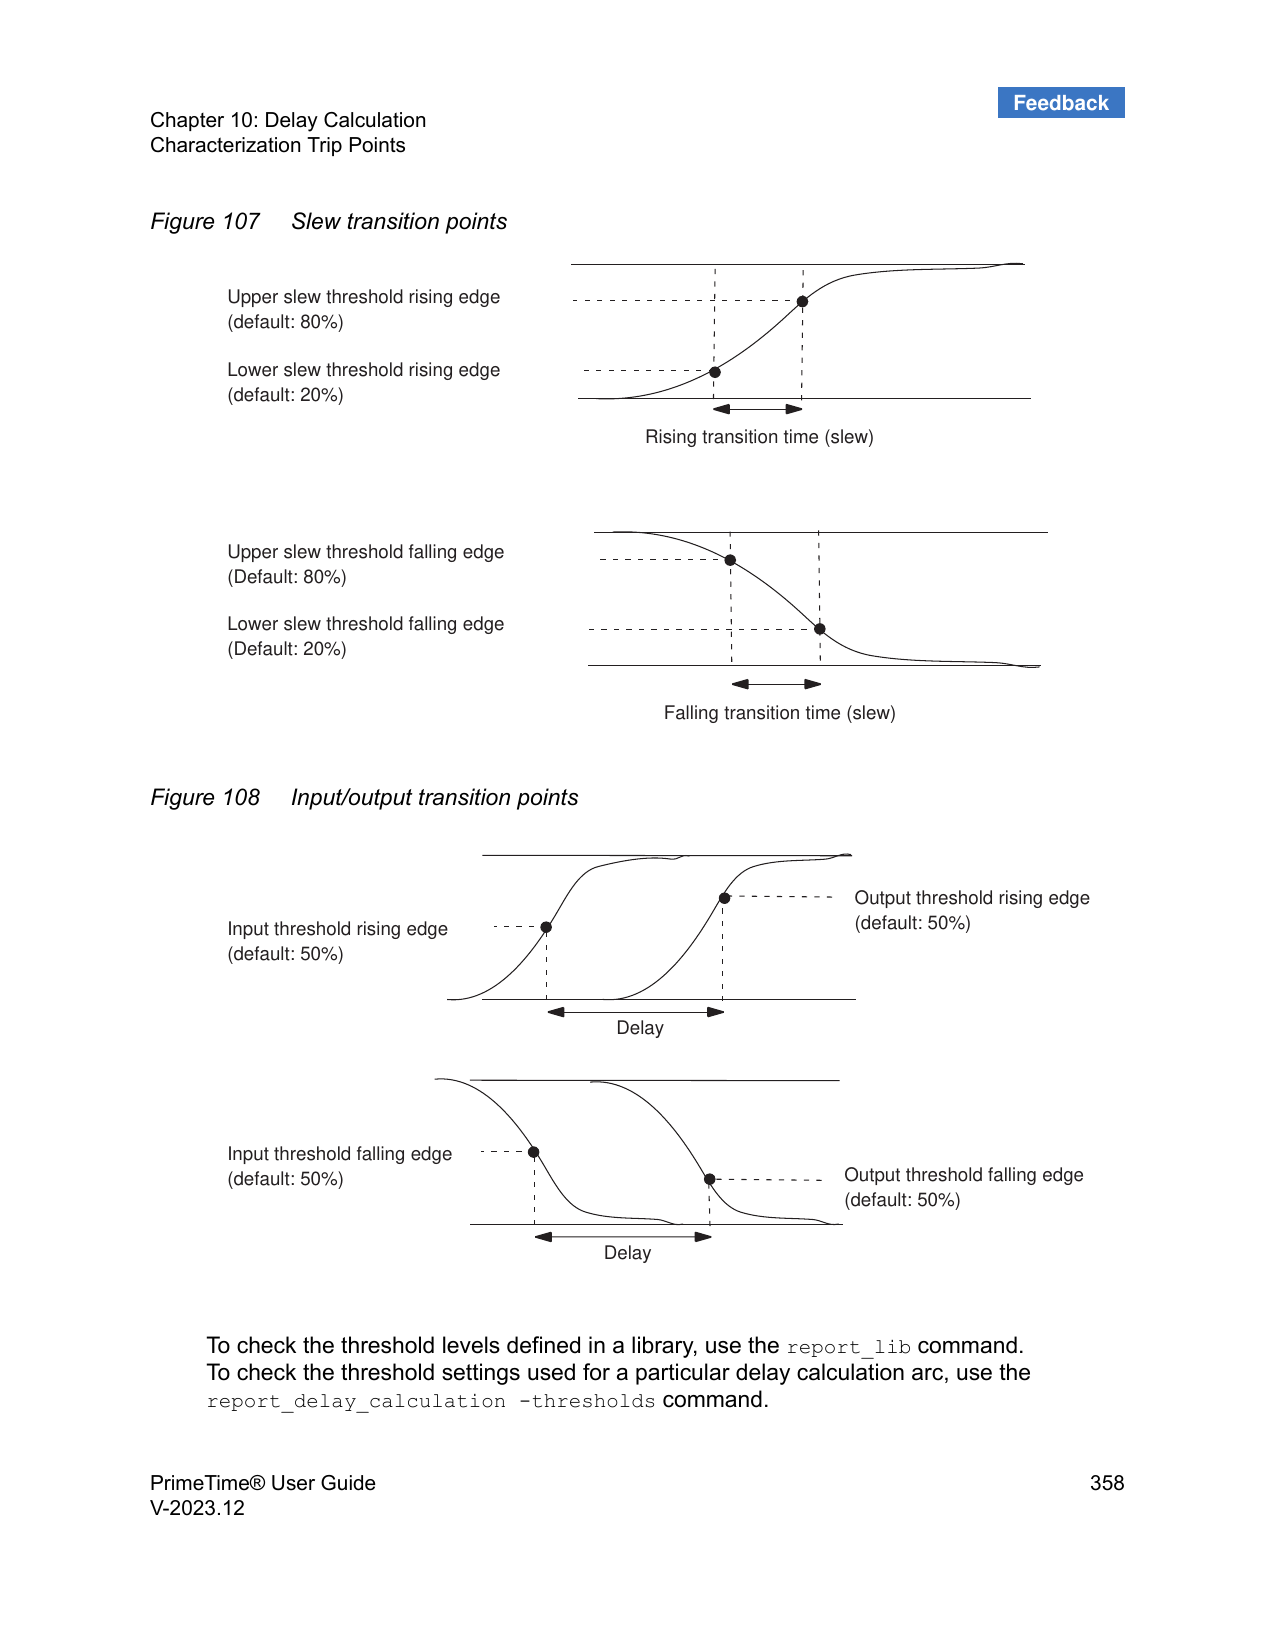 Feedback
Chapter 10: Delay Calculation
Characterization Trip Points
Figure 107 Slew transition points
Upper slew threshold rising edge
(default: 80%)
Lower slew threshold rising edge
(default: 20%)
Rising transition time (slew)
Upper slew threshold falling edge
(Default: 80%)
Lower slew threshold falling edge
(Default: 20%)
Falling transition time (slew)
Figure 108 Input/output transition points
Output threshold rising edge
(default: 50%)
Input threshold rising edge
(default: 50%)
Delay
Input threshold falling edge
(default: 50%)
Output threshold falling edge
(default: 50%)
Delay
To check the threshold levels defined in a library, use the report_lib command.
To check the threshold settings used for a particular delay calculation arc, use the
report_delay_calculation -thresholds command.
PrimeTime® User Guide 358
V-2023.12